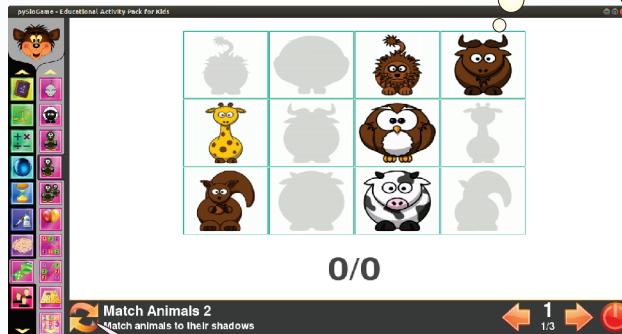 pySioGame - Educational Activity Pack for Kids
0/0
Match Animals 2
Match animals to their shadows
1
1/3